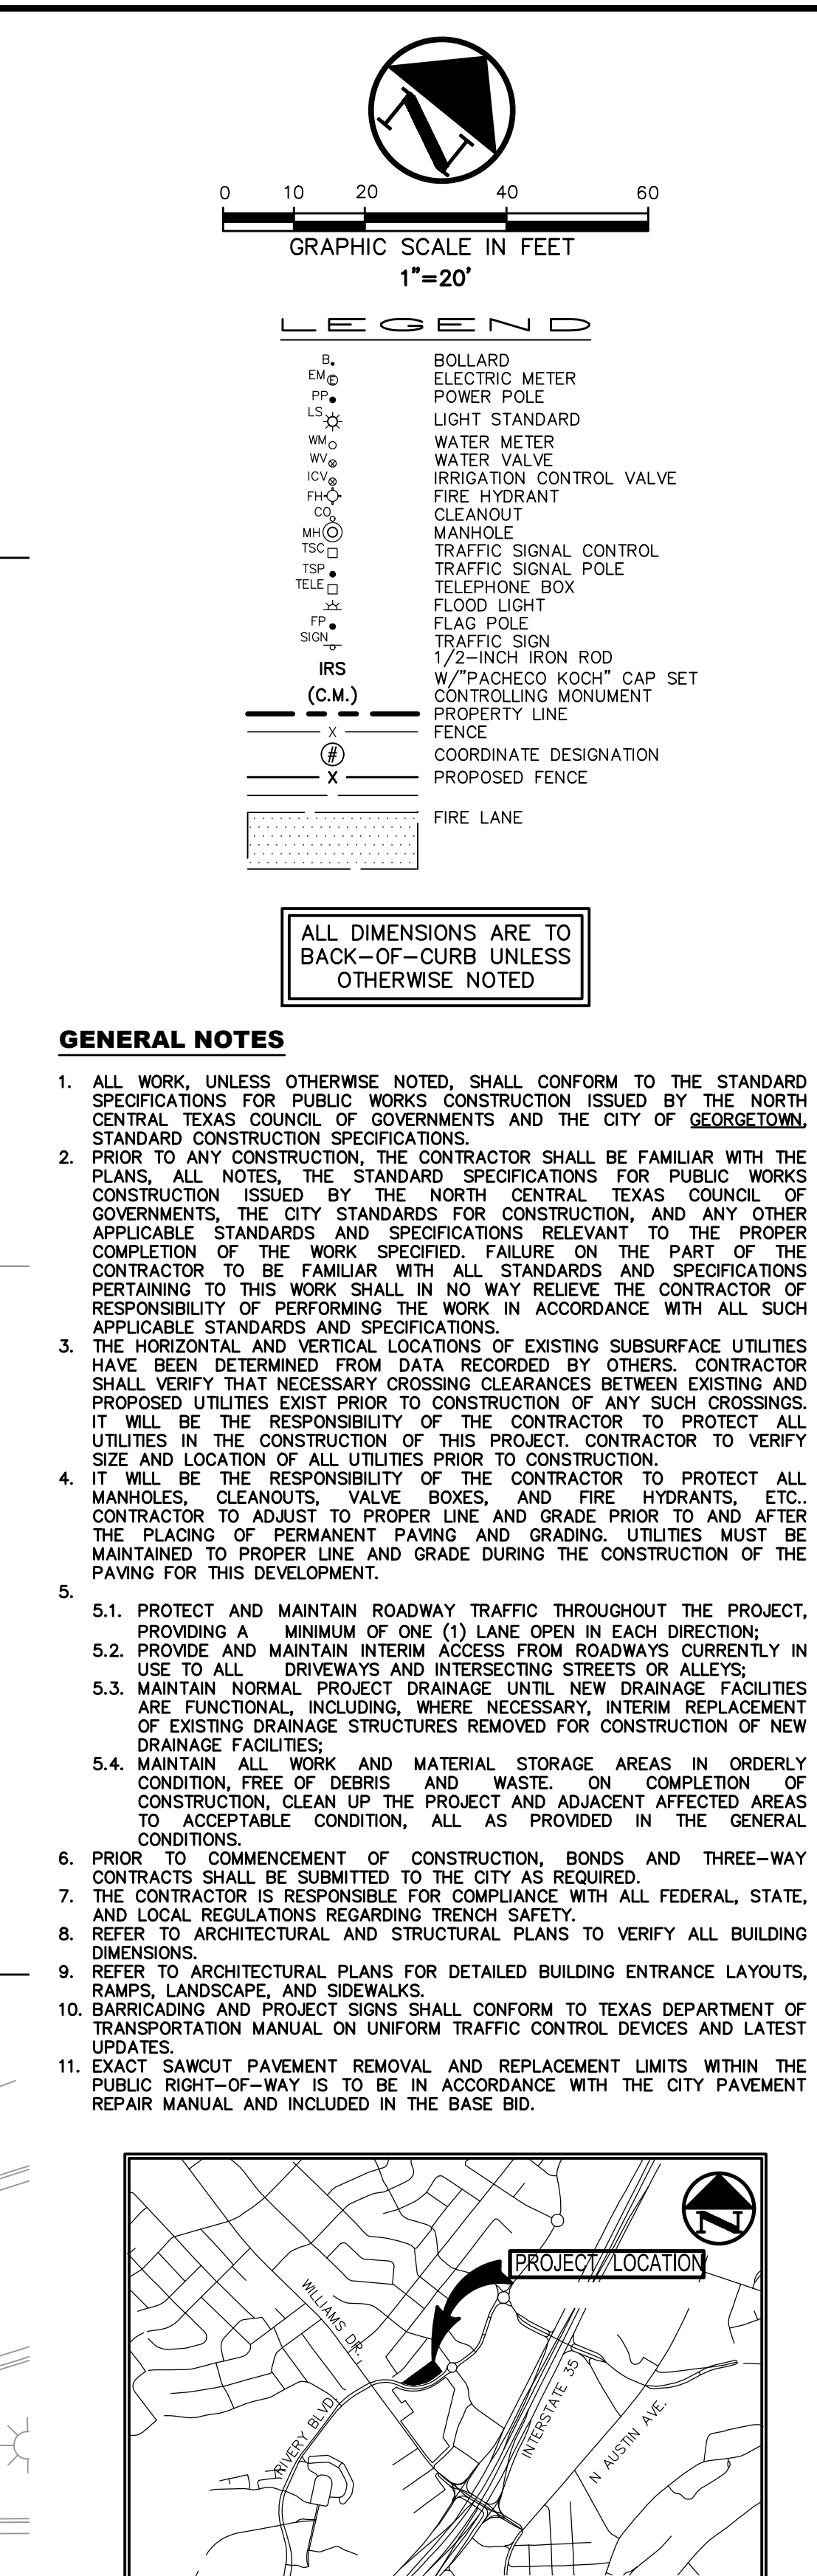 N
0 10 20 40 60
GRAPHIC SCALE IN FEET
1"=20'
LEGEND
B. BOLLARD
EM E ELECTRIC METER
PP POWER POLE
LS LIGHT STANDARD
WM WATER METER
WV WATER VALVE
ICV IRRIGATION CONTROL VALVE
FH FIRE HYDRANT
CO CLEANOUT
MH MANHOLE
TSC TRAFFIC SIGNAL CONTROL
TSP TRAFFIC SIGNAL POLE
TELE TELEPHONE BOX
FLOOD LIGHT
FP FLAG POLE
SIGN TRAFFIC SIGN
IRS 1/2-INCH IRON ROD
W/"PACHECO KOCH" CAP SET
(C.M.) CONTROLLING MONUMENT
PROPERTY LINE
X FENCE
# COORDINATE DESIGNATION
X PROPOSED FENCE
FIRE LANE
ALL DIMENSIONS ARE TO
BACK-OF-CURB UNLESS
OTHERWISE NOTED
GENERAL NOTES
1. ALL WORK, UNLESS OTHERWISE NOTED, SHALL CONFORM TO THE STANDARD
SPECIFICATIONS FOR PUBLIC WORKS CONSTRUCTION ISSUED BY THE NORTH
CENTRAL TEXAS COUNCIL OF GOVERNMENTS AND THE CITY OF GEORGETOWN,
STANDARD CONSTRUCTION SPECIFICATIONS.
2. PRIOR TO ANY CONSTRUCTION, THE CONTRACTOR SHALL BE FAMILIAR WITH THE
PLANS, ALL NOTES, THE STANDARD SPECIFICATIONS FOR PUBLIC WORKS
CONSTRUCTION ISSUED BY THE NORTH CENTRAL TEXAS COUNCIL OF
GOVERNMENTS, THE CITY STANDARDS FOR CONSTRUCTION, AND ANY OTHER
APPLICABLE STANDARDS AND SPECIFICATIONS RELEVANT TO THE PROPER
COMPLETION OF THE WORK SPECIFIED. FAILURE ON THE PART OF THE
CONTRACTOR TO BE FAMILIAR WITH ALL STANDARDS AND SPECIFICATIONS
PERTAINING TO THIS WORK SHALL IN NO WAY RELIEVE THE CONTRACTOR OF
RESPONSIBILITY OF PERFORMING THE WORK IN ACCORDANCE WITH ALL SUCH
APPLICABLE STANDARDS AND SPECIFICATIONS.
3. THE HORIZONTAL AND VERTICAL LOCATIONS OF EXISTING SUBSURFACE UTILITIES
HAVE BEEN DETERMINED FROM DATA RECORDED BY OTHERS. CONTRACTOR
SHALL VERIFY THAT NECESSARY CROSSING CLEARANCES BETWEEN EXISTING AND
PROPOSED UTILITIES EXIST PRIOR TO CONSTRUCTION OF ANY SUCH CROSSINGS.
IT WILL BE THE RESPONSIBILITY OF THE CONTRACTOR TO PROTECT ALL
UTILITIES IN THE CONSTRUCTION OF THIS PROJECT. CONTRACTOR TO VERIFY
SIZE AND LOCATION OF ALL UTILITIES PRIOR TO CONSTRUCTION.
4. IT WILL BE THE RESPONSIBILITY OF THE CONTRACTOR TO PROTECT ALL
MANHOLES, CLEANOUTS, VALVE BOXES, AND FIRE HYDRANTS, ETC..
CONTRACTOR TO ADJUST TO PROPER LINE AND GRADE PRIOR TO AND AFTER
THE PLACING OF PERMANENT PAVING AND GRADING. UTILITIES MUST BE
MAINTAINED TO PROPER LINE AND GRADE DURING THE CONSTRUCTION OF THE
PAVING FOR THIS DEVELOPMENT.
5.
5.1. PROTECT AND MAINTAIN ROADWAY TRAFFIC THROUGHOUT THE PROJECT,
PROVIDING A MINIMUM OF ONE (1) LANE OPEN IN EACH DIRECTION;
5.2. PROVIDE AND MAINTAIN INTERIM ACCESS FROM ROADWAYS CURRENTLY IN
USE TO ALL DRIVEWAYS AND INTERSECTING STREETS OR ALLEYS;
5.3. MAINTAIN NORMAL PROJECT DRAINAGE UNTIL NEW DRAINAGE FACILITIES
ARE FUNCTIONAL, INCLUDING, WHERE NECESSARY, INTERIM REPLACEMENT
OF EXISTING DRAINAGE STRUCTURES REMOVED FOR CONSTRUCTION OF NEW
DRAINAGE FACILITIES;
5.4. MAINTAIN ALL WORK AND MATERIAL STORAGE AREAS IN ORDERLY
CONDITION, FREE OF DEBRIS AND WASTE. ON COMPLETION OF
CONSTRUCTION, CLEAN UP THE PROJECT AND ADJACENT AFFECTED AREAS
TO ACCEPTABLE CONDITION, ALL AS PROVIDED IN THE GENERAL
CONDITIONS.
6. PRIOR TO COMMENCEMENT OF CONSTRUCTION, BONDS AND THREE-WAY
CONTRACTS SHALL BE SUBMITTED TO THE CITY AS REQUIRED.
7. THE CONTRACTOR IS RESPONSIBLE FOR COMPLIANCE WITH ALL FEDERAL, STATE,
AND LOCAL REGULATIONS REGARDING TRENCH SAFETY.
8. REFER TO ARCHITECTURAL AND STRUCTURAL PLANS TO VERIFY ALL BUILDING
DIMENSIONS.
9. REFER TO ARCHITECTURAL PLANS FOR DETAILED BUILDING ENTRANCE LAYOUTS,
RAMPS, LANDSCAPE, AND SIDEWALKS.
10. BARRICADING AND PROJECT SIGNS SHALL CONFORM TO TEXAS DEPARTMENT OF
TRANSPORTATION MANUAL ON UNIFORM TRAFFIC CONTROL DEVICES AND LATEST
UPDATES.
11. EXACT SAWCUT PAVEMENT REMOVAL AND REPLACEMENT LIMITS WITHIN THE
PUBLIC RIGHT-OF-WAY IS TO BE IN ACCORDANCE WITH THE CITY PAVEMENT
REPAIR MANUAL AND INCLUDED IN THE BASE BID.
N
PROJECT LOCATION
WILLIAMS DR.
RIVERY BLVD.
INTERSTATE 35
N AUSTIN AVE.